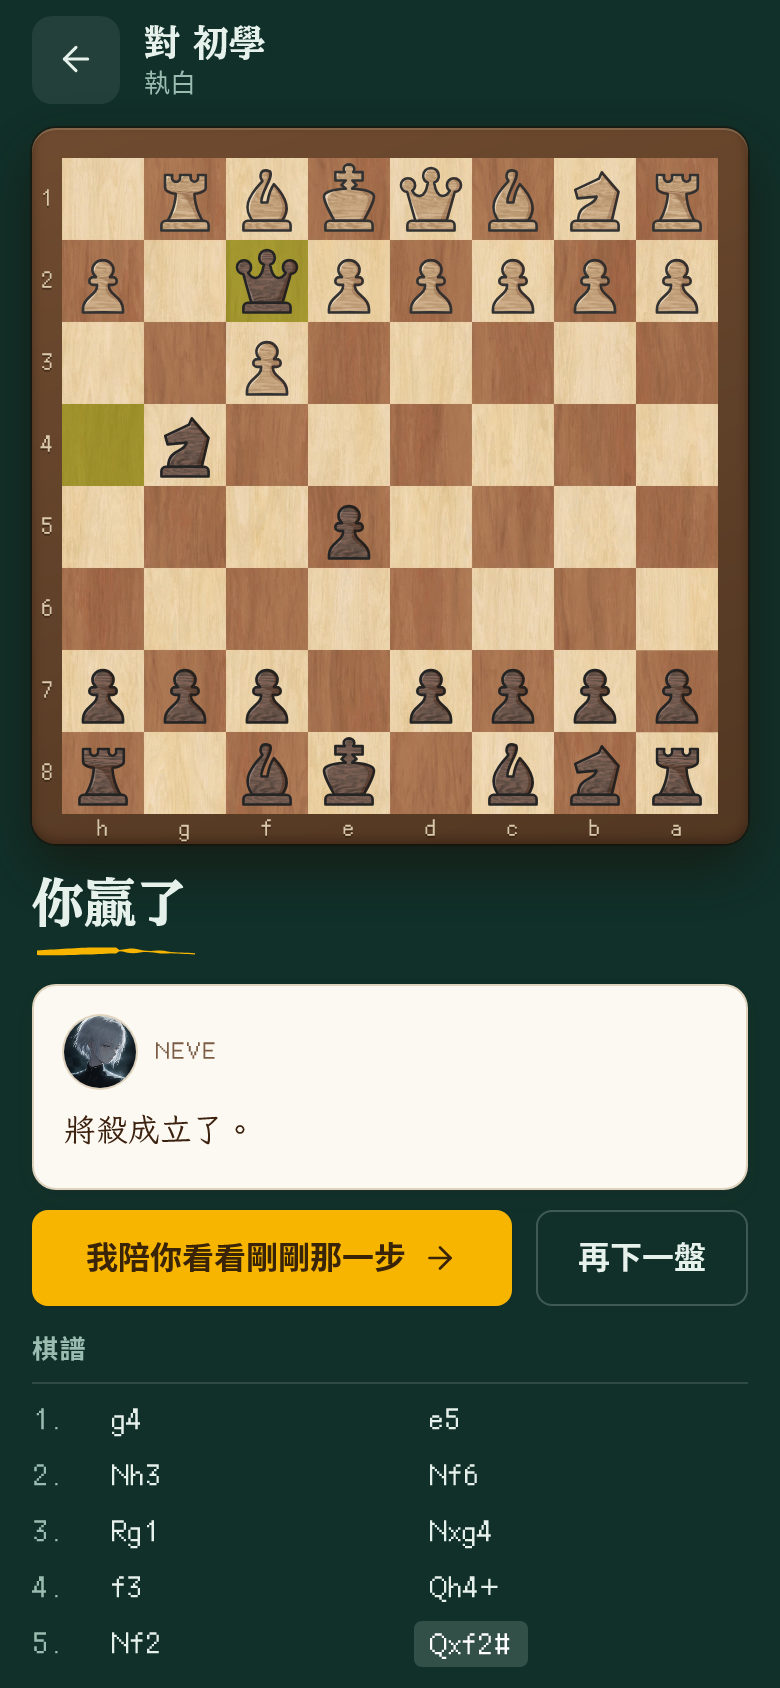 對 初學
執白
1
2
3
4
5
6
7
8
h g f e d c b a
你贏了
NEVE
將殺成立了。
我陪你看看剛剛那一步 →
再下一盤
棋譜
1. g4 e5
2. Nh3 Nf6
3. Rg1 Nxg4
4. f3 Qh4+
5. Nf2 Qxf2#